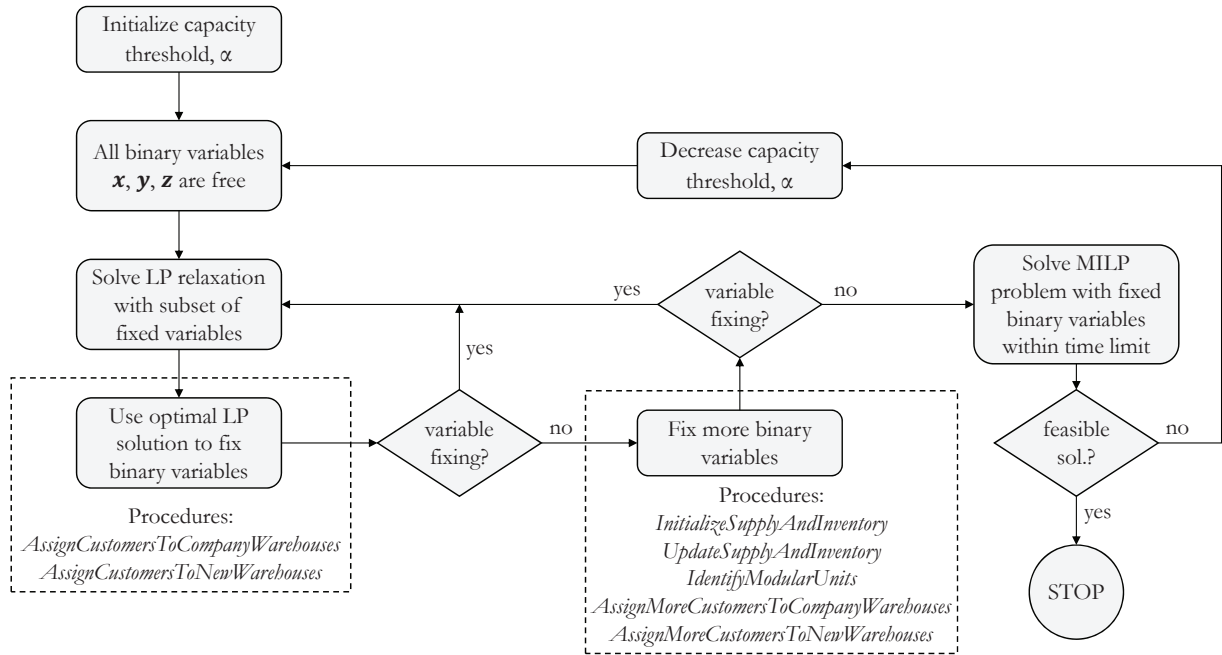 Initialize capacity
threshold, α
All binary variables
x, y, z are free
Decrease capacity
threshold, α
Solve LP relaxation
with subset of
fixed variables
yes
variable
fixing?
no
Solve MILP
problem with fixed
binary variables
within time limit
yes
Use optimal LP
solution to fix
binary variables
variable
fixing?
no
Fix more binary
variables
feasible
sol.?
no
Procedures:
AssignCustomersToCompanyWarehouses
AssignCustomersToNewWarehouses
Procedures:
InitializeSupplyAndInventory
UpdateSupplyAndInventory
IdentifyModularUnits
AssignMoreCustomersToCompanyWarehouses
AssignMoreCustomersToNewWarehouses
yes
STOP